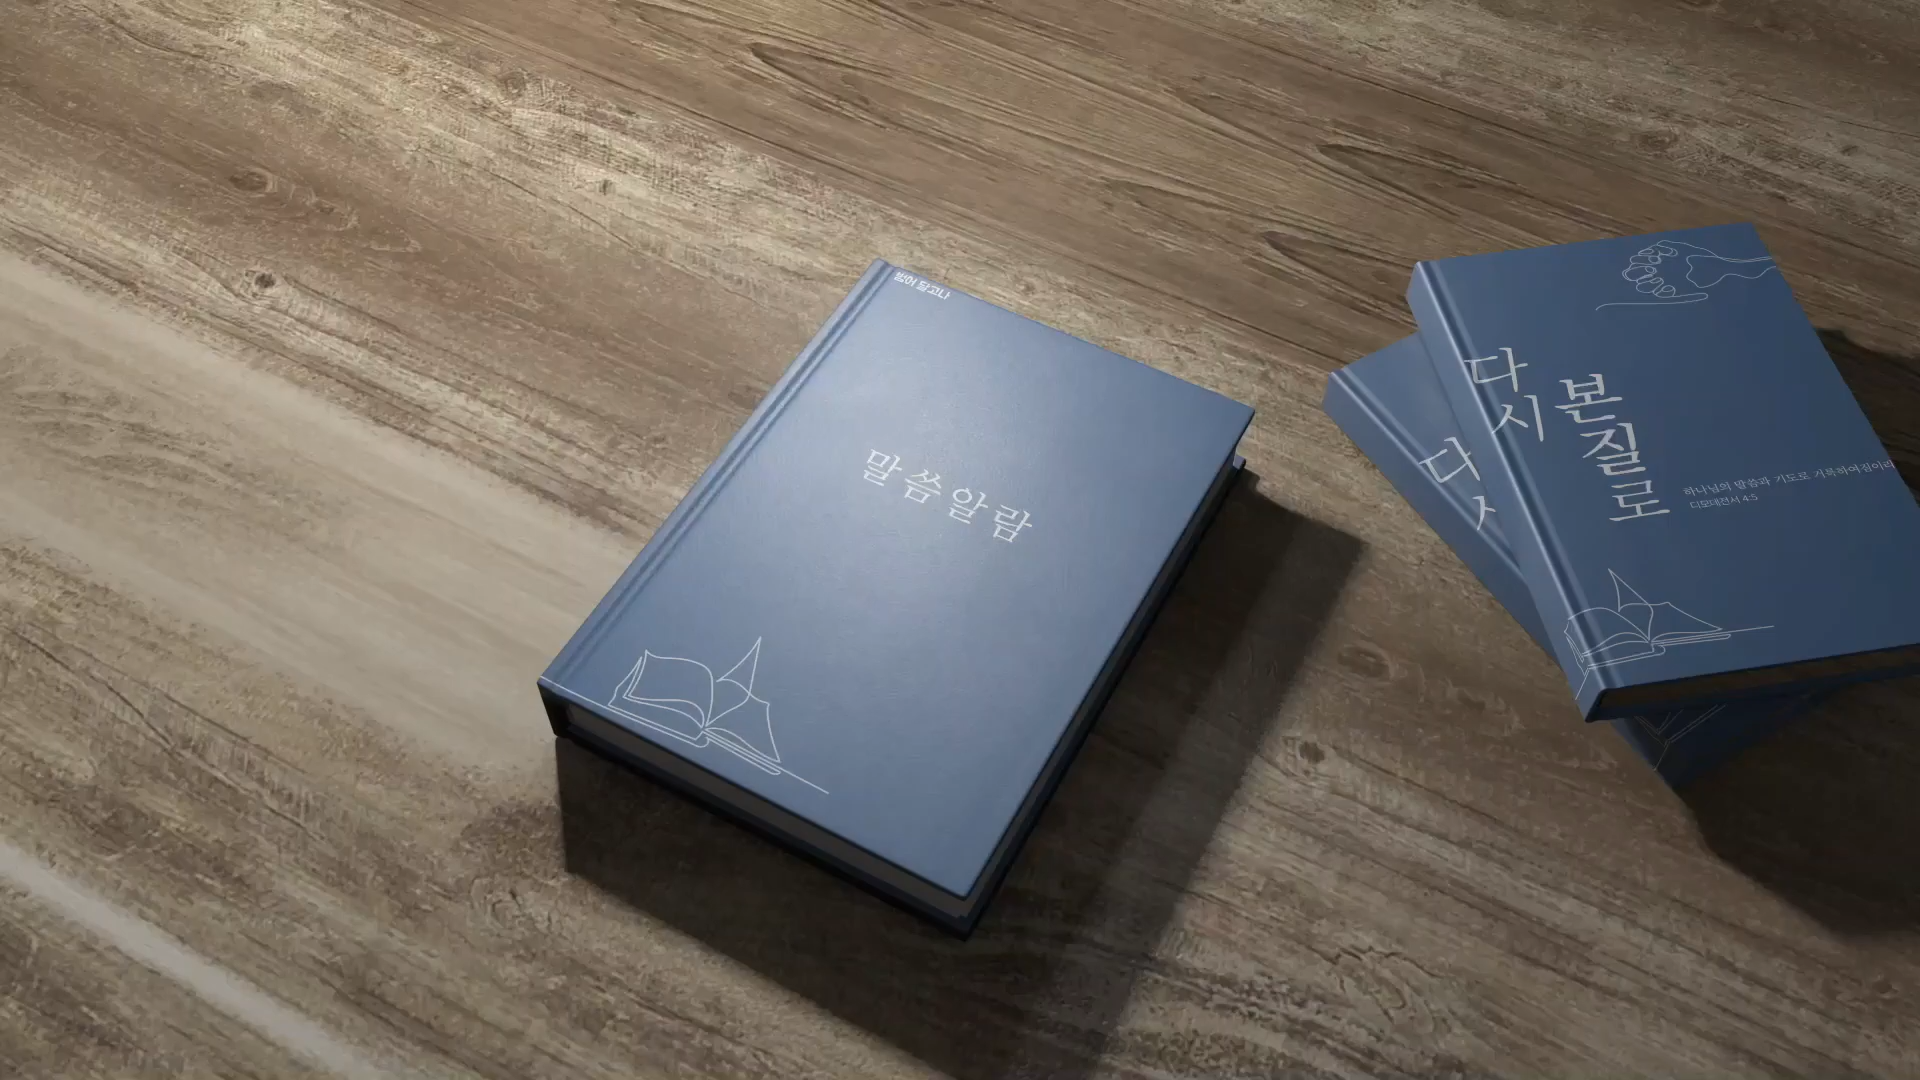 말씀알람
다시
본질로
하나님의 말씀과 기도로 거룩하여짐이라
디모데전서 4:5
다